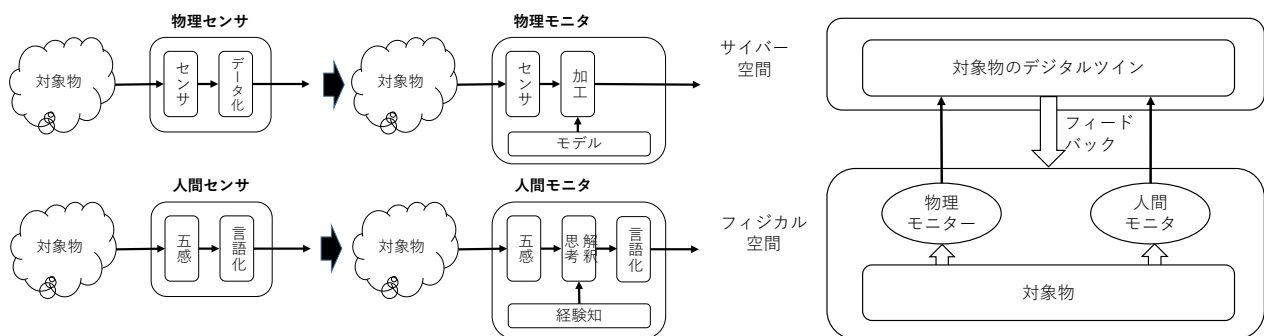 物理センサ
対象物
センサ
データ化
物理モニタ
対象物
センサ
加工
モデル
人間センサ
対象物
五感
言語化
人間モニタ
対象物
五感
解釈
思考
言語化
経験知
サイバー
空間
対象物のデジタルツイン
フィード
バック
フィジカル
空間
物理
モニター
人間
モニタ
対象物